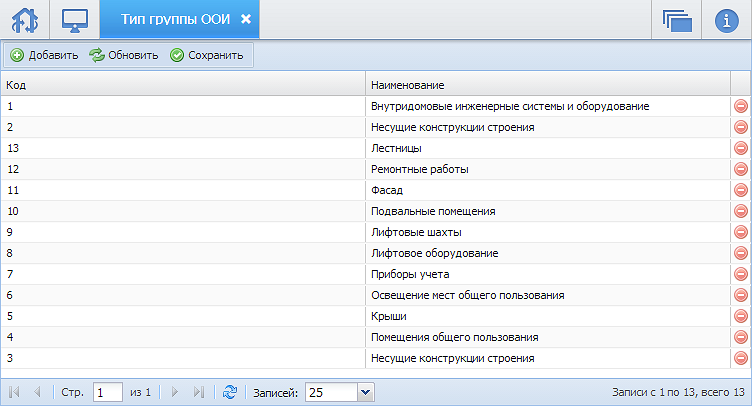 Тип группы ООИ
Добавить Обновить Сохранить
Код Наименование
1 Внутридомовые инженерные системы и оборудование
2 Несущие конструкции строения
13 Лестницы
12 Ремонтные работы
11 Фасад
10 Подвальные помещения
9 Лифтовые шахты
8 Лифтовое оборудование
7 Приборы учета
6 Освещение мест общего пользования
5 Крыши
4 Помещения общего пользования
3 Несущие конструкции строения
Стр. 1 из 1 Записей: 25 Записи с 1 по 13, всего 13